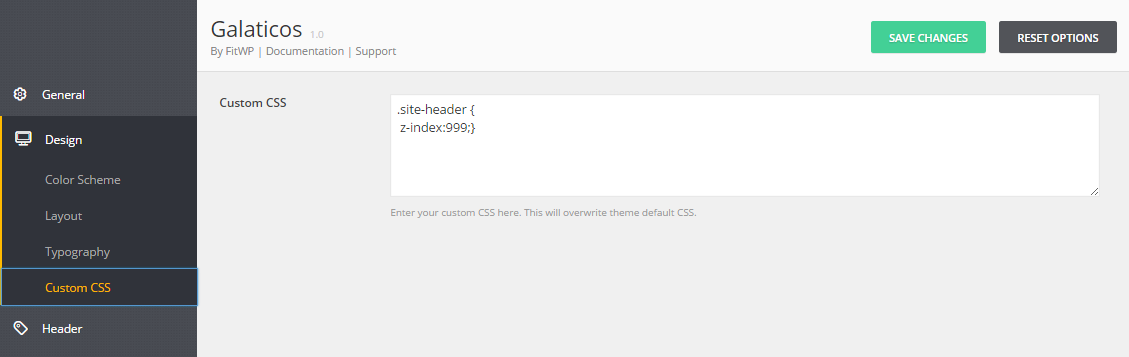 Galaticos 1.0
By FitWP | Documentation | Support
SAVE CHANGES
RESET OPTIONS
General
Design
Color Scheme
Layout
Typography
Custom CSS
Header
Custom CSS
.site-header {
z-index:999;}
Enter your custom CSS here. This will overwrite theme default CSS.